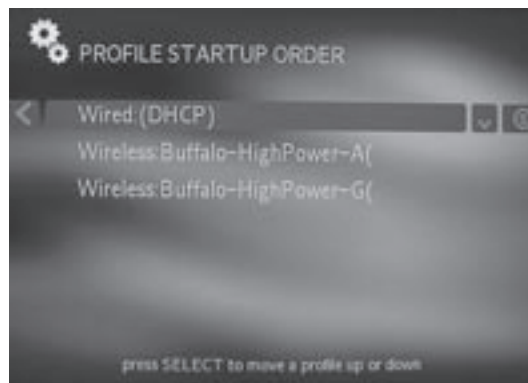 PROFILE STARTUP ORDER
Wired:(DHCP)
Wireless:Buffalo-HighPower-A(
Wireless:Buffalo-HighPower-G(
press SELECT to move a profile up or down